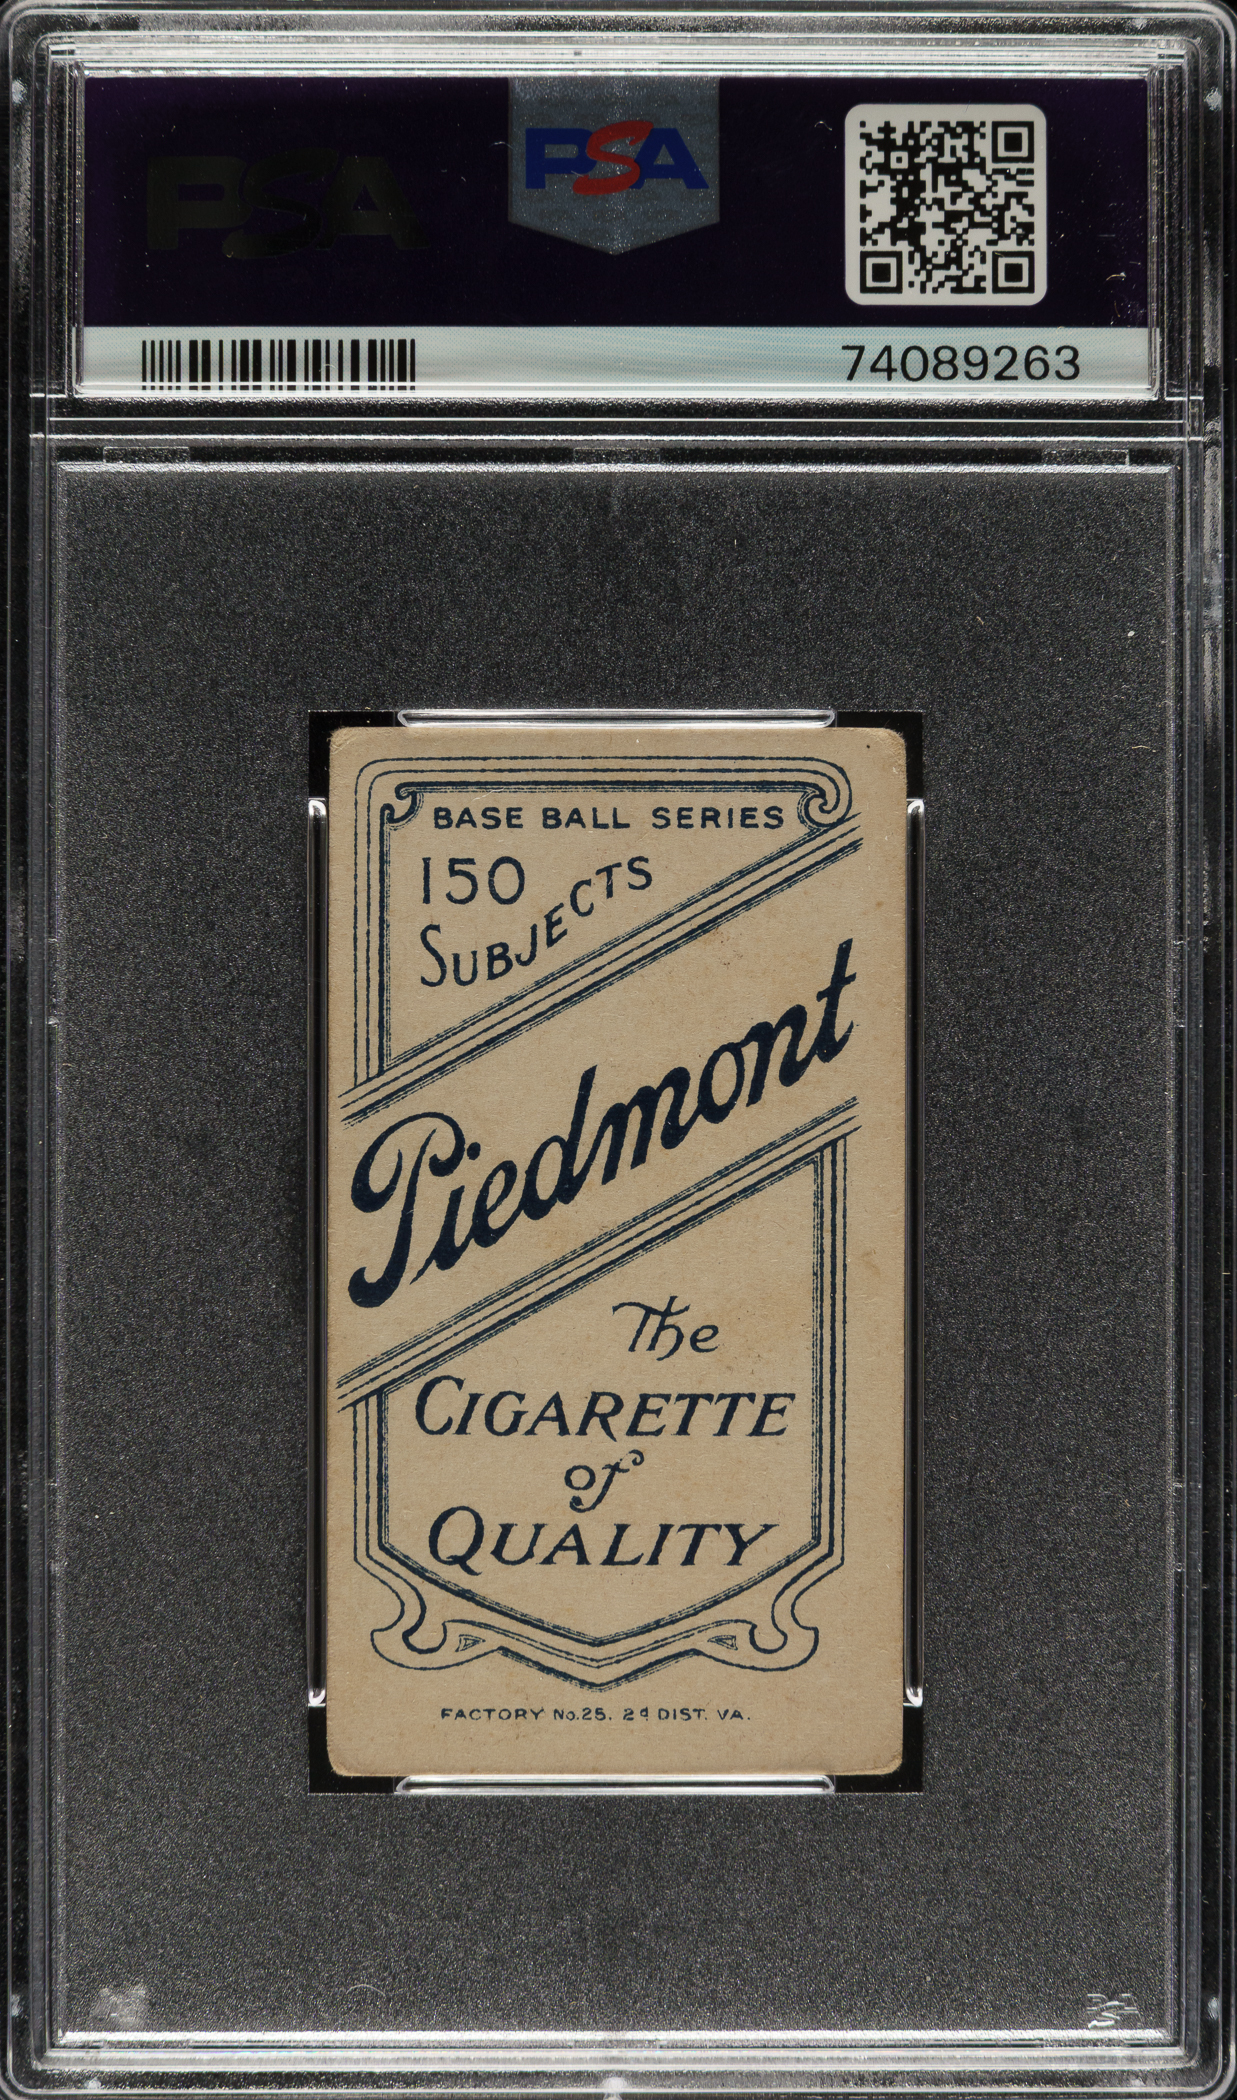 PSA
PSA
74089263
BASE BALL SERIES
150
SUBJECTS
Piedmont
The
CIGARETTE
of
QUALITY
FACTORY No.25. 2d DIST. VA.